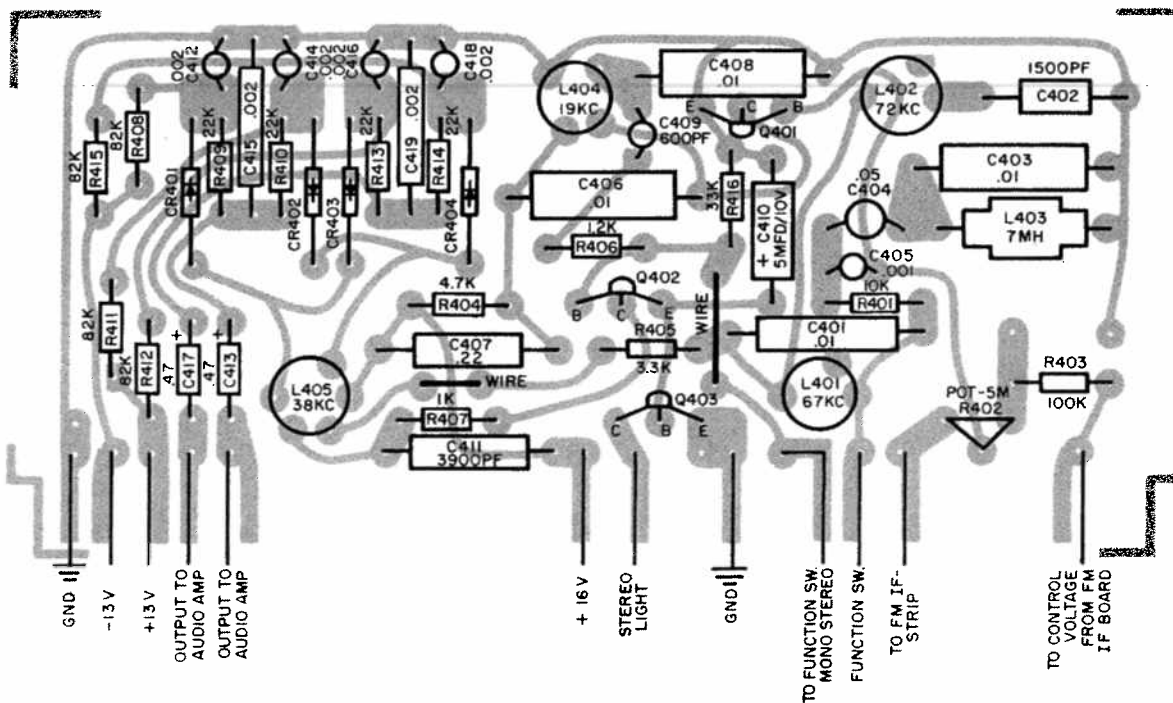 .002
C412
C414
.002
.002
C416
C418
.002
L404
19KC
C408
.01
E
C
B
Q401
L402
72KC
1500PF
C402
82K
R415
82K
R408
22K
R409
.002
C415
22K
R410
22K
R413
.002
C419
22K
R414
CR401
CR402
CR403
CR404
C409
600PF
C406
.01
1.2K
R406
33K
R416
+ C410
5MFD/10V
.05
C404
C403
.01
L403
7MH
C405
.001
10K
R401
Q402
B
C
E
4.7K
R404
R405
3.3K
WIRE
C401
.01
82K
R411
82K
R412
+
.47
C417
+
.47
C413
L405
38KC
C407
.22
WIRE
1K
R407
C411
3900PF
Q403
C
B
E
L401
67KC
POT-5M
R402
R403
100K
GND
-13V
+13V
OUTPUT TO
AUDIO AMP
OUTPUT TO
AUDIO AMP
+ 16V
STEREO
LIGHT
GND
TO FUNCTION SW.
MONO STEREO
FUNCTION SW.
TO FM IF-
STRIP
TO CONTROL
VOLTAGE
FROM FM
IF BOARD